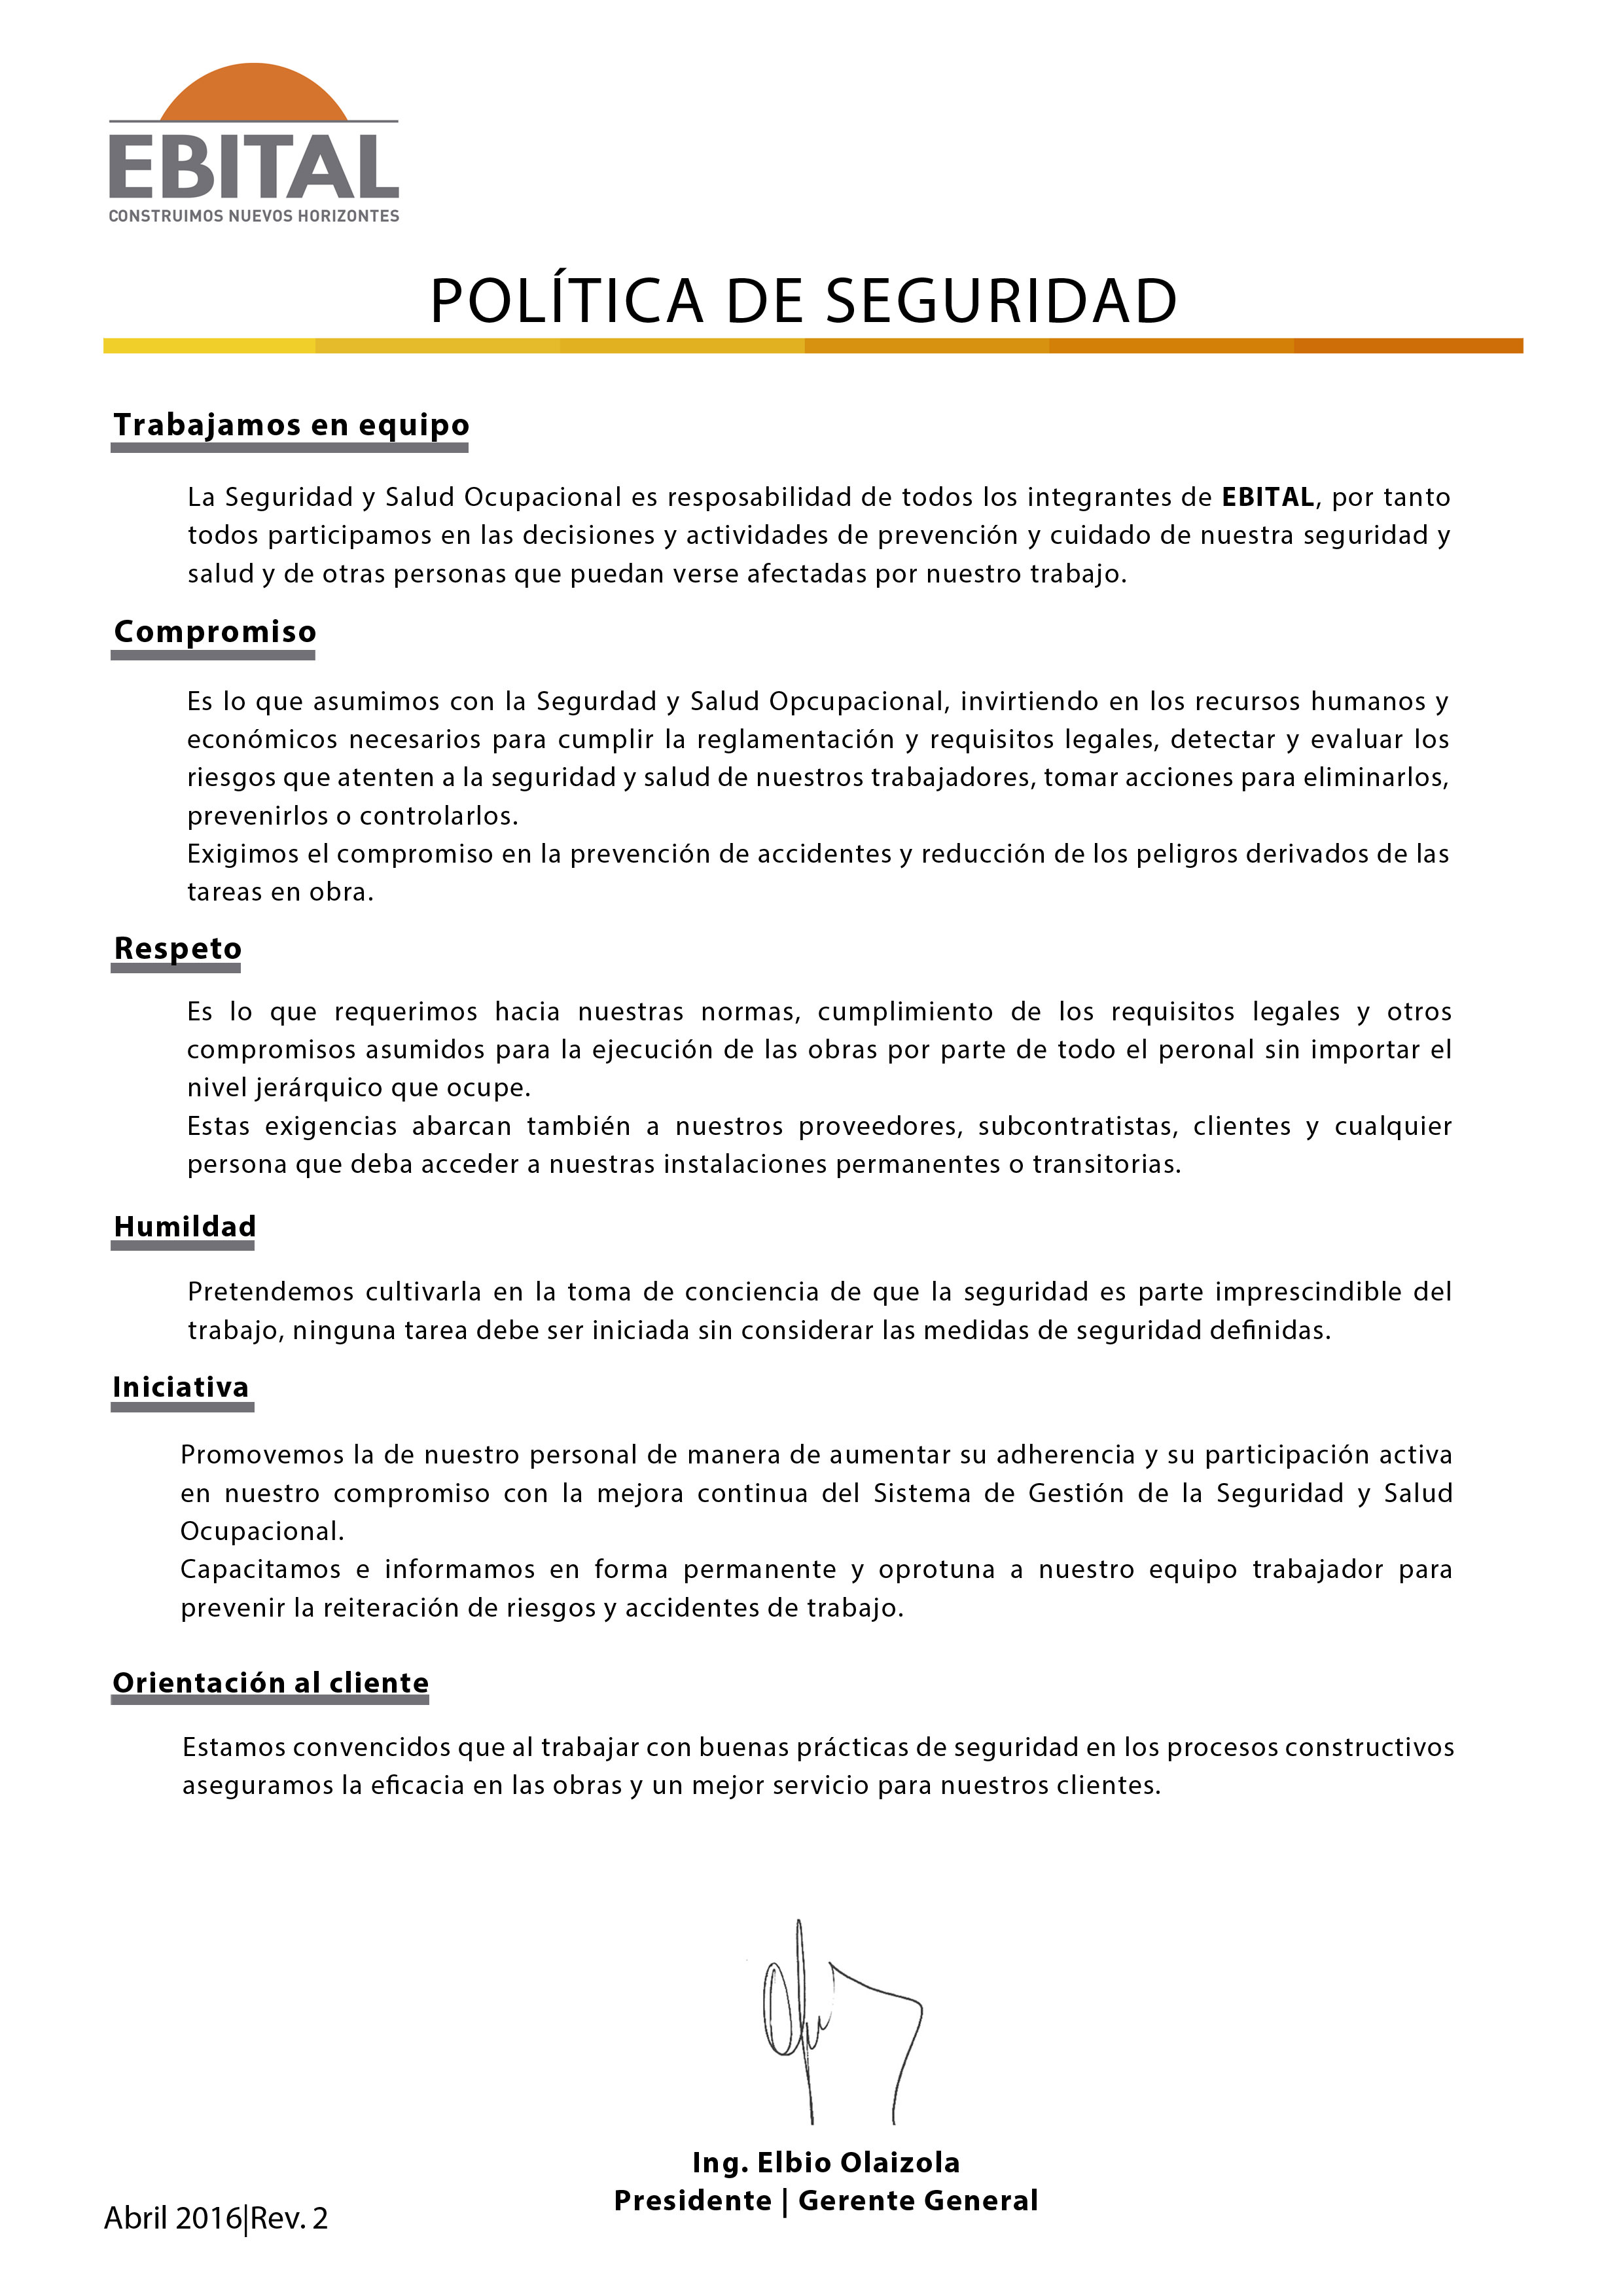 EBITAL
CONSTRUIMOS NUEVOS HORIZONTES
POLÍTICA DE SEGURIDAD
Trabajamos en equipo
La Seguridad y Salud Ocupacional es resposabilidad de todos los integrantes de EBITAL, por tanto
todos participamos en las decisiones y actividades de prevención y cuidado de nuestra seguridad y
salud y de otras personas que puedan verse afectadas por nuestro trabajo.
Compromiso
Es lo que asumimos con la Segurdad y Salud Opcupacional, invirtiendo en los recursos humanos y
económicos necesarios para cumplir la reglamentación y requisitos legales, detectar y evaluar los
riesgos que atenten a la seguridad y salud de nuestros trabajadores, tomar acciones para eliminarlos,
prevenirlos o controlarlos.
Exigimos el compromiso en la prevención de accidentes y reducción de los peligros derivados de las
tareas en obra.
Respeto
Es lo que requerimos hacia nuestras normas, cumplimiento de los requisitos legales y otros
compromisos asumidos para la ejecución de las obras por parte de todo el peronal sin importar el
nivel jerárquico que ocupe.
Estas exigencias abarcan también a nuestros proveedores, subcontratistas, clientes y cualquier
persona que deba acceder a nuestras instalaciones permanentes o transitorias.
Humildad
Pretendemos cultivarla en la toma de conciencia de que la seguridad es parte imprescindible del
trabajo, ninguna tarea debe ser iniciada sin considerar las medidas de seguridad definidas.
Iniciativa
Promovemos la de nuestro personal de manera de aumentar su adherencia y su participación activa
en nuestro compromiso con la mejora continua del Sistema de Gestión de la Seguridad y Salud
Ocupacional.
Capacitamos e informamos en forma permanente y oprotuna a nuestro equipo trabajador para
prevenir la reiteración de riesgos y accidentes de trabajo.
Orientación al cliente
Estamos convencidos que al trabajar con buenas prácticas de seguridad en los procesos constructivos
aseguramos la eficacia en las obras y un mejor servicio para nuestros clientes.
Ing. Elbio Olaizola
Presidente | Gerente General
Abril 2016|Rev. 2